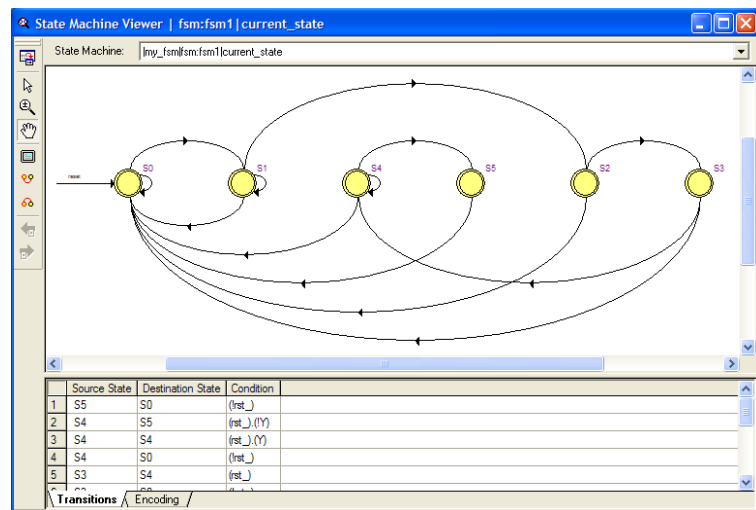 State Machine Viewer | fsm:fsm1|current_state
State Machine: |my_fsm|fsm:fsm1|current_state
reset S0 S1 S4 S5 S2 S3
Source State Destination State Condition
1 S5 S0 (!rst_)
2 S4 S5 (rst_).(!Y)
3 S4 S4 (rst_).(Y)
4 S4 S0 (!rst_)
5 S3 S4 (rst_)
Transitions Encoding